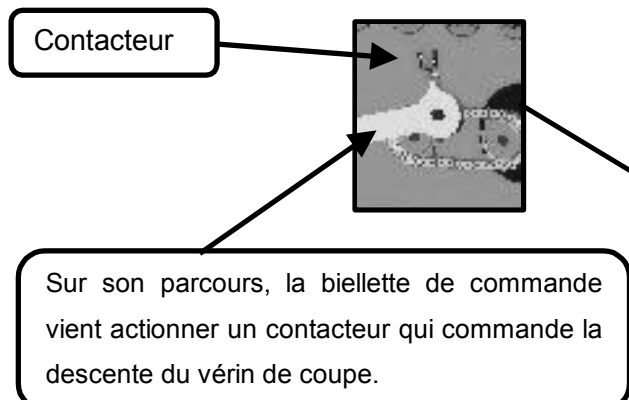 Contacteur
Sur son parcours, la biellette de commande
vient actionner un contacteur qui commande la
descente du vérin de coupe.